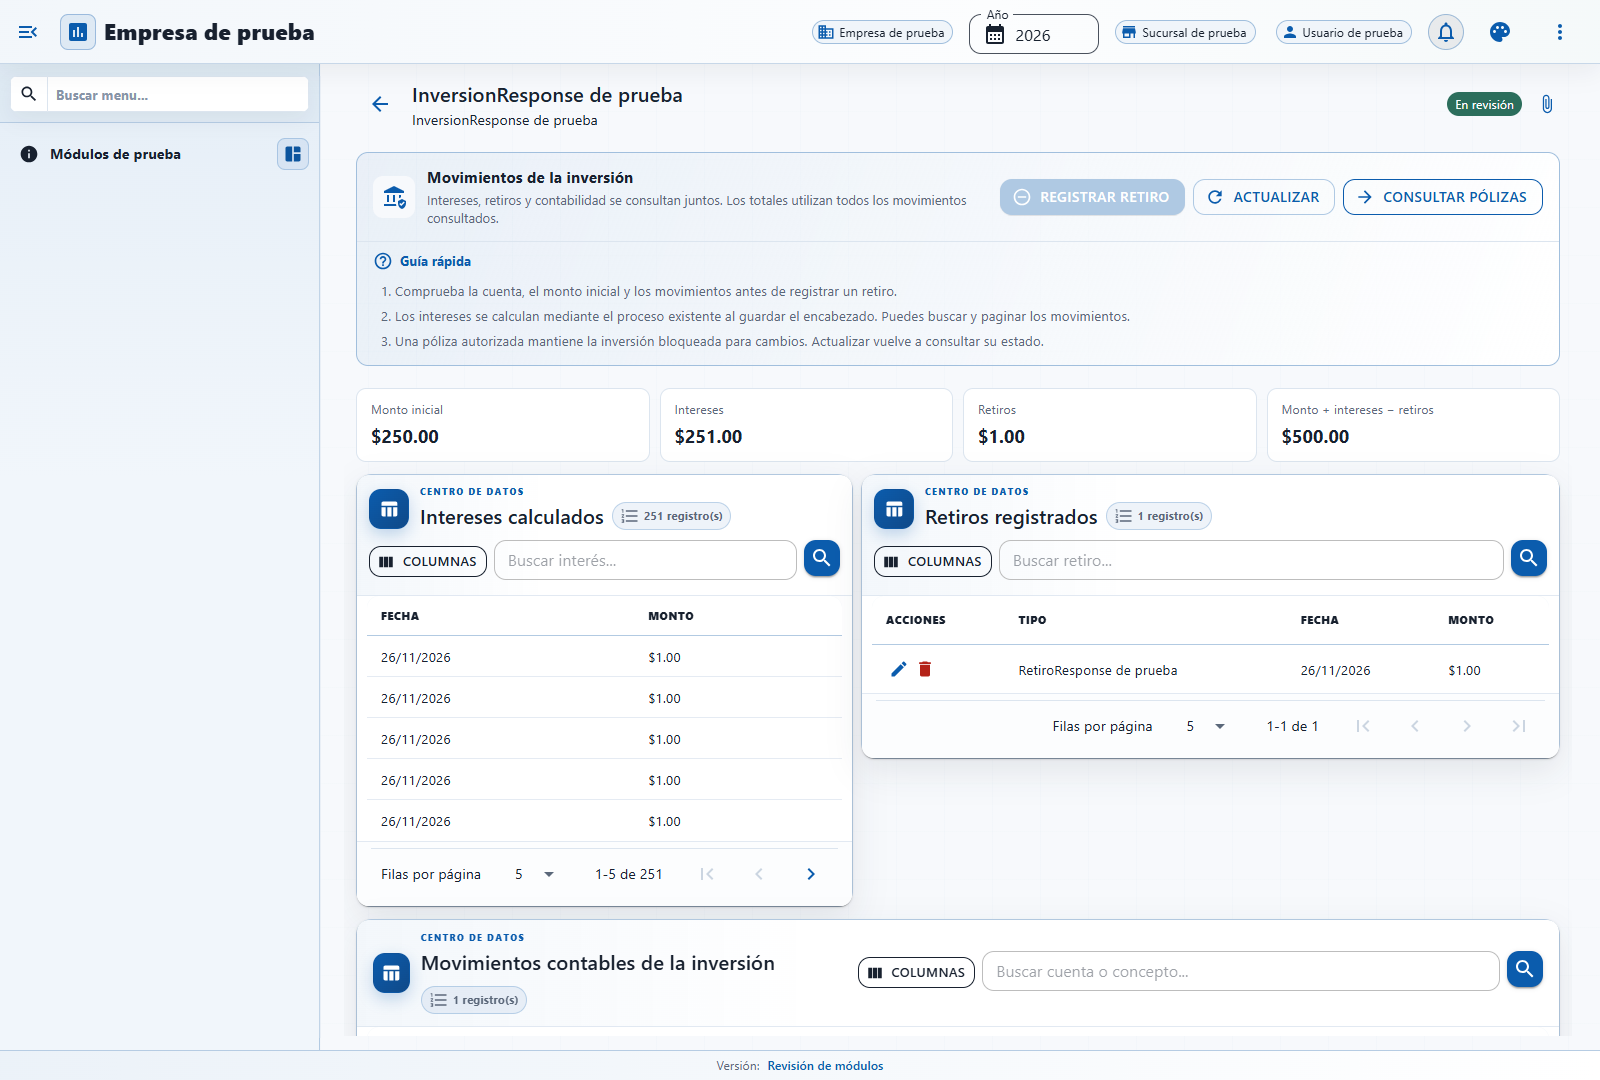 Empresa de prueba
Empresa de prueba
Año
2026
Sucursal de prueba
Usuario de prueba
Buscar menu...
Módulos de prueba
InversionResponse de prueba
InversionResponse de prueba
En revisión
Movimientos de la inversión
Intereses, retiros y contabilidad se consultan juntos. Los totales utilizan todos los movimientos
consultados.
REGISTRAR RETIRO
ACTUALIZAR
CONSULTAR PÓLIZAS
Guía rápida
1. Comprueba la cuenta, el monto inicial y los movimientos antes de registrar un retiro.
2. Los intereses se calculan mediante el proceso existente al guardar el encabezado. Puedes buscar y paginar los movimientos.
3. Una póliza autorizada mantiene la inversión bloqueada para cambios. Actualizar vuelve a consultar su estado.
Monto inicial
$250.00
Intereses
$251.00
Retiros
$1.00
Monto + intereses − retiros
$500.00
CENTRO DE DATOS
Intereses calculados
251 registro(s)
COLUMNAS
Buscar interés...
FECHA MONTO
26/11/2026 $1.00
26/11/2026 $1.00
26/11/2026 $1.00
26/11/2026 $1.00
26/11/2026 $1.00
Filas por página 5 1-5 de 251
CENTRO DE DATOS
Retiros registrados
1 registro(s)
COLUMNAS
Buscar retiro...
ACCIONES TIPO FECHA MONTO
RetiroResponse de prueba 26/11/2026 $1.00
Filas por página 5 1-1 de 1
CENTRO DE DATOS
Movimientos contables de la inversión
1 registro(s)
COLUMNAS
Buscar cuenta o concepto...
Versión: Revisión de módulos